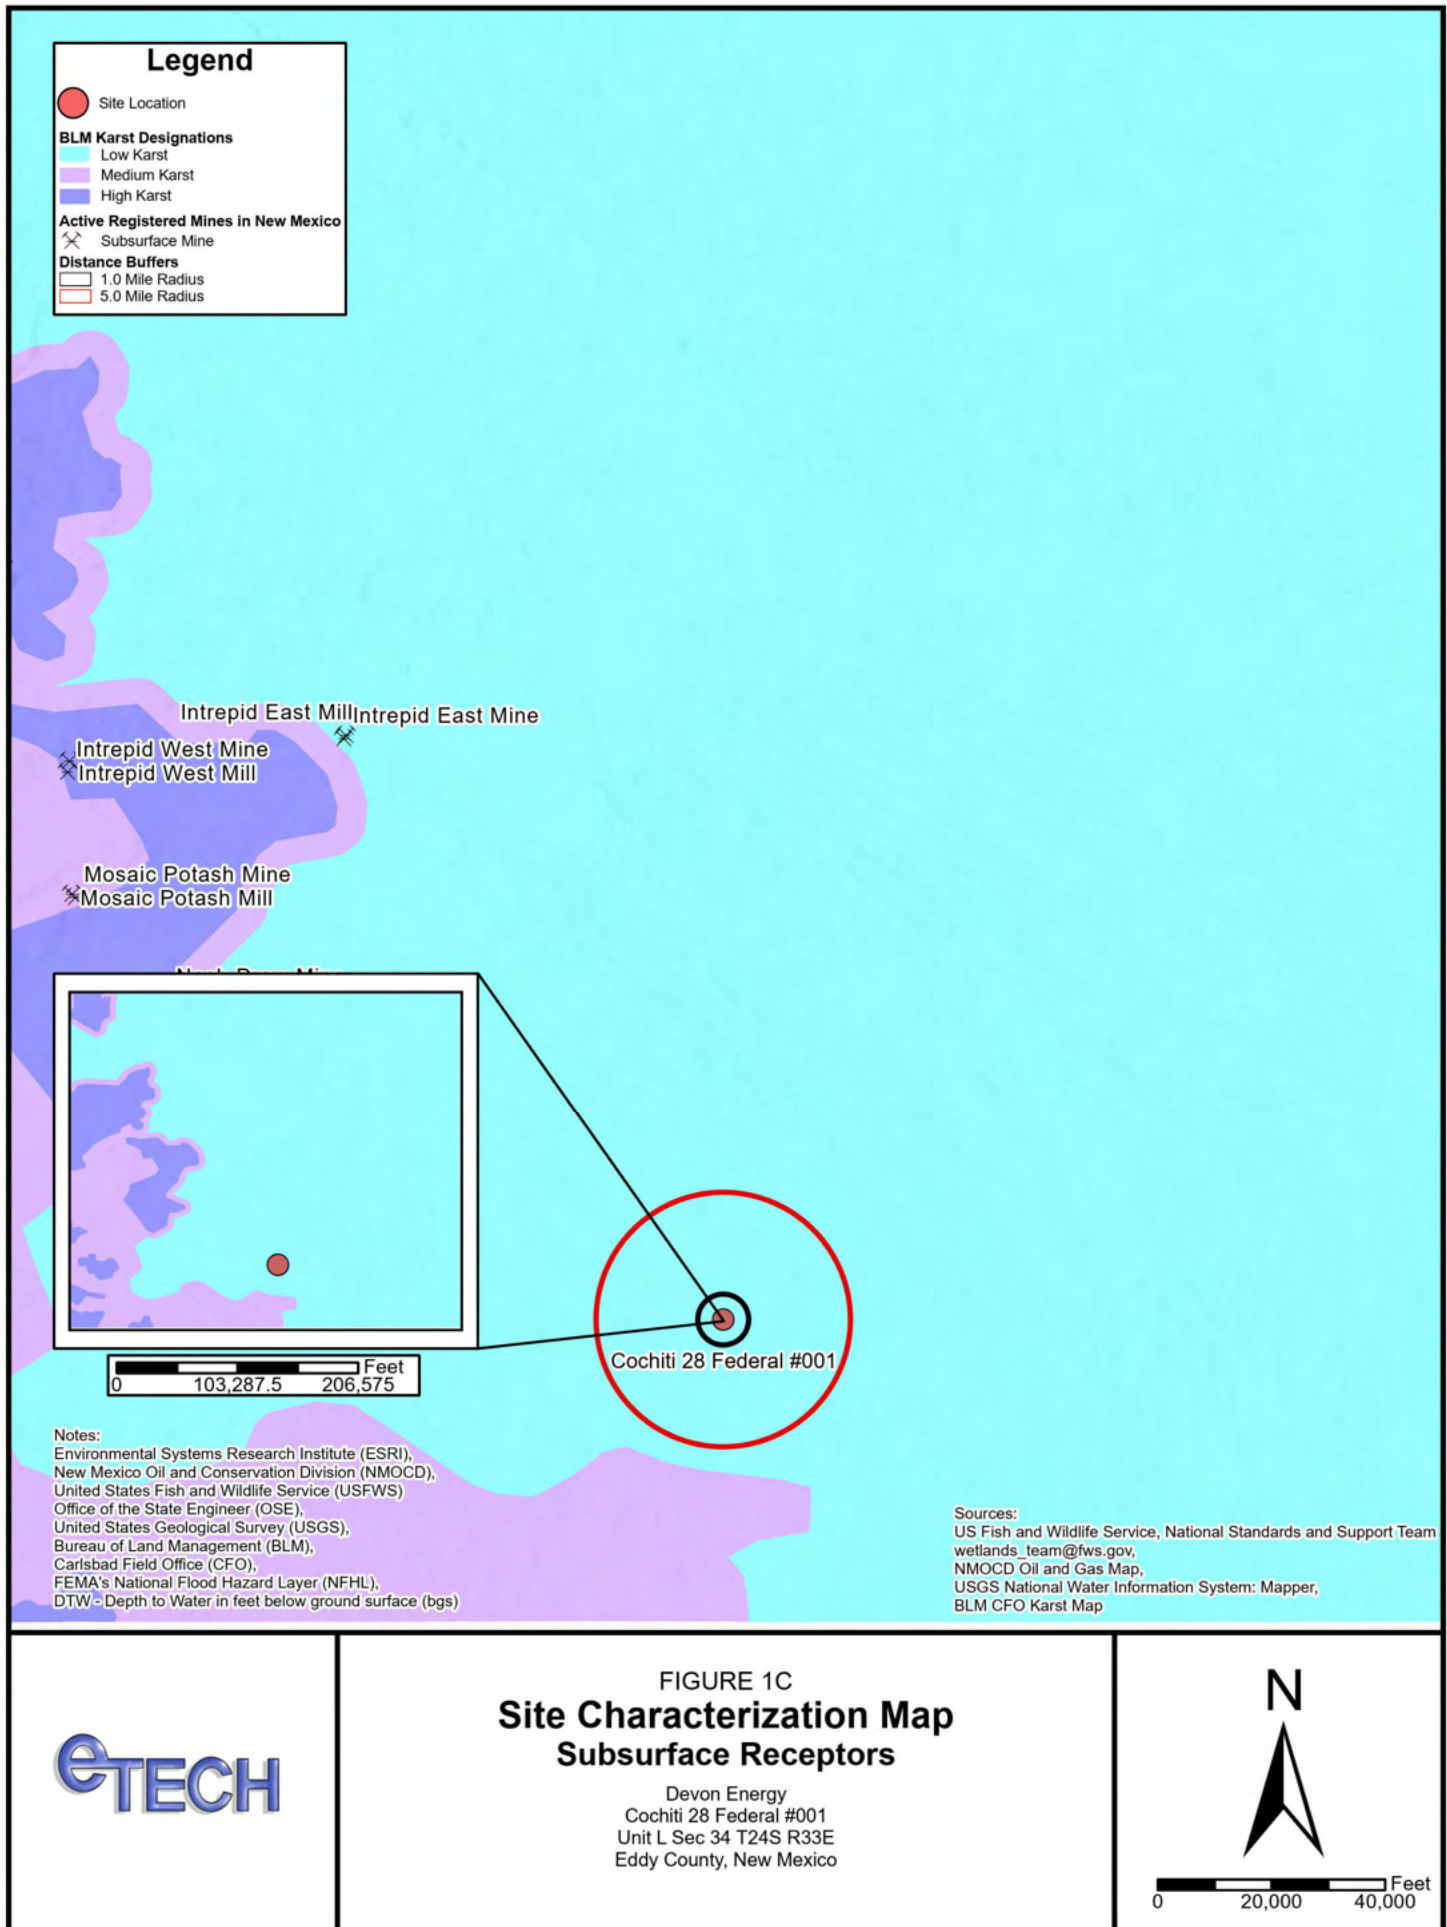 Legend
Site Location
BLM Karst Designations
Low Karst
Medium Karst
High Karst
Active Registered Mines in New Mexico
Subsurface Mine
Distance Buffers
1.0 Mile Radius
5.0 Mile Radius
Intrepid East Mill
Intrepid East Mine
Intrepid West Mine
Intrepid West Mill
Mosaic Potash Mine
Mosaic Potash Mill
Feet
0 103,287.5 206,575
Cochiti 28 Federal #001
Notes:
Environmental Systems Research Institute (ESRI),
New Mexico Oil and Conservation Division (NMOCD),
United States Fish and Wildlife Service (USFWS)
Office of the State Engineer (OSE),
United States Geological Survey (USGS),
Bureau of Land Management (BLM),
Carlsbad Field Office (CFO),
FEMA's National Flood Hazard Layer (NFHL),
DTW - Depth to Water in feet below ground surface (bgs)
Sources:
US Fish and Wildlife Service, National Standards and Support Team
wetlands_team@fws.gov,
NMOCD Oil and Gas Map,
USGS National Water Information System: Mapper,
BLM CFO Karst Map
eTECH
FIGURE 1C
Site Characterization Map
Subsurface Receptors
Devon Energy
Cochiti 28 Federal #001
Unit L Sec 34 T24S R33E
Eddy County, New Mexico
N
Feet
0 20,000 40,000